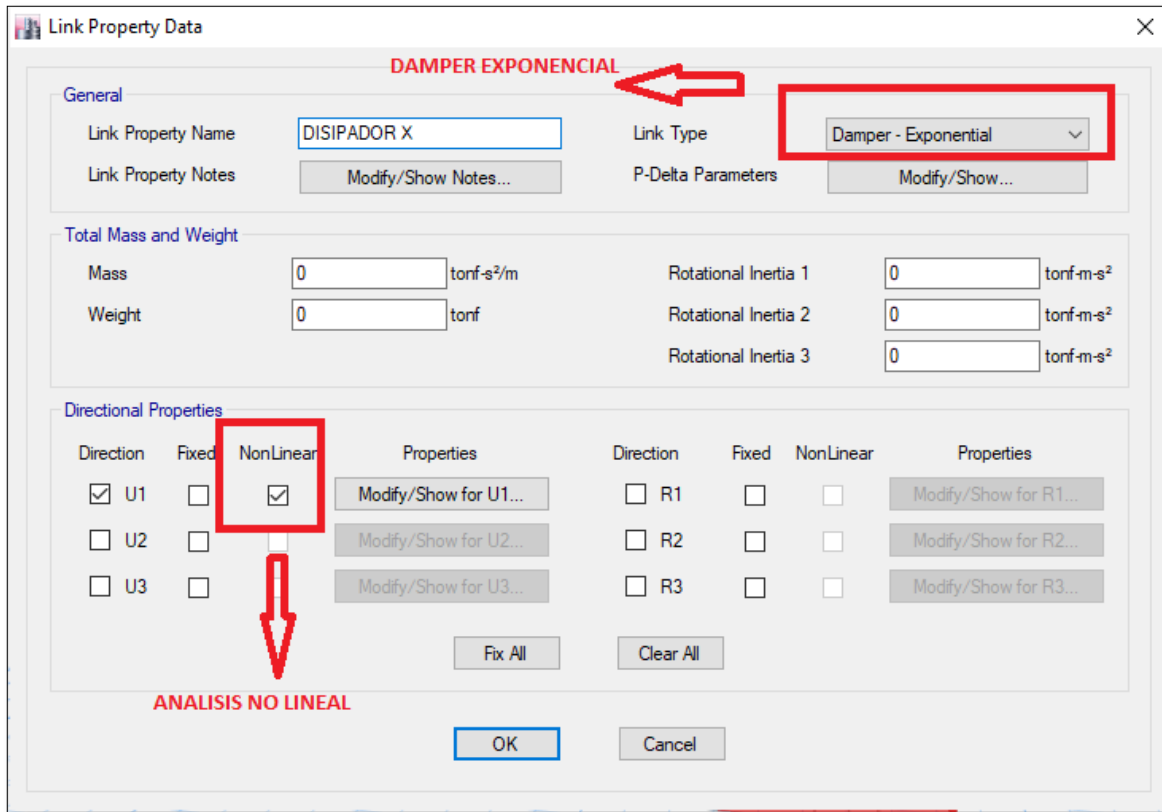 Link Property Data
DAMPER EXPONENCIAL
General
Link Property Name DISIPADOR X Link Type Damper - Exponential
Link Property Notes Modify/Show Notes... P-Delta Parameters Modify/Show...
Total Mass and Weight
Mass 0 tonf-s²/m Rotational Inertia 1 0 tonf-m-s²
Weight 0 tonf Rotational Inertia 2 0 tonf-m-s²
Rotational Inertia 3 0 tonf-m-s²
Directional Properties
Direction Fixed NonLinear Properties Direction Fixed NonLinear Properties
U1 Modify/Show for U1... R1 Modify/Show for R1...
U2 Modify/Show for U2... R2 Modify/Show for R2...
U3 Modify/Show for U3... R3 Modify/Show for R3...
Fix All Clear All
ANALISIS NO LINEAL
OK Cancel